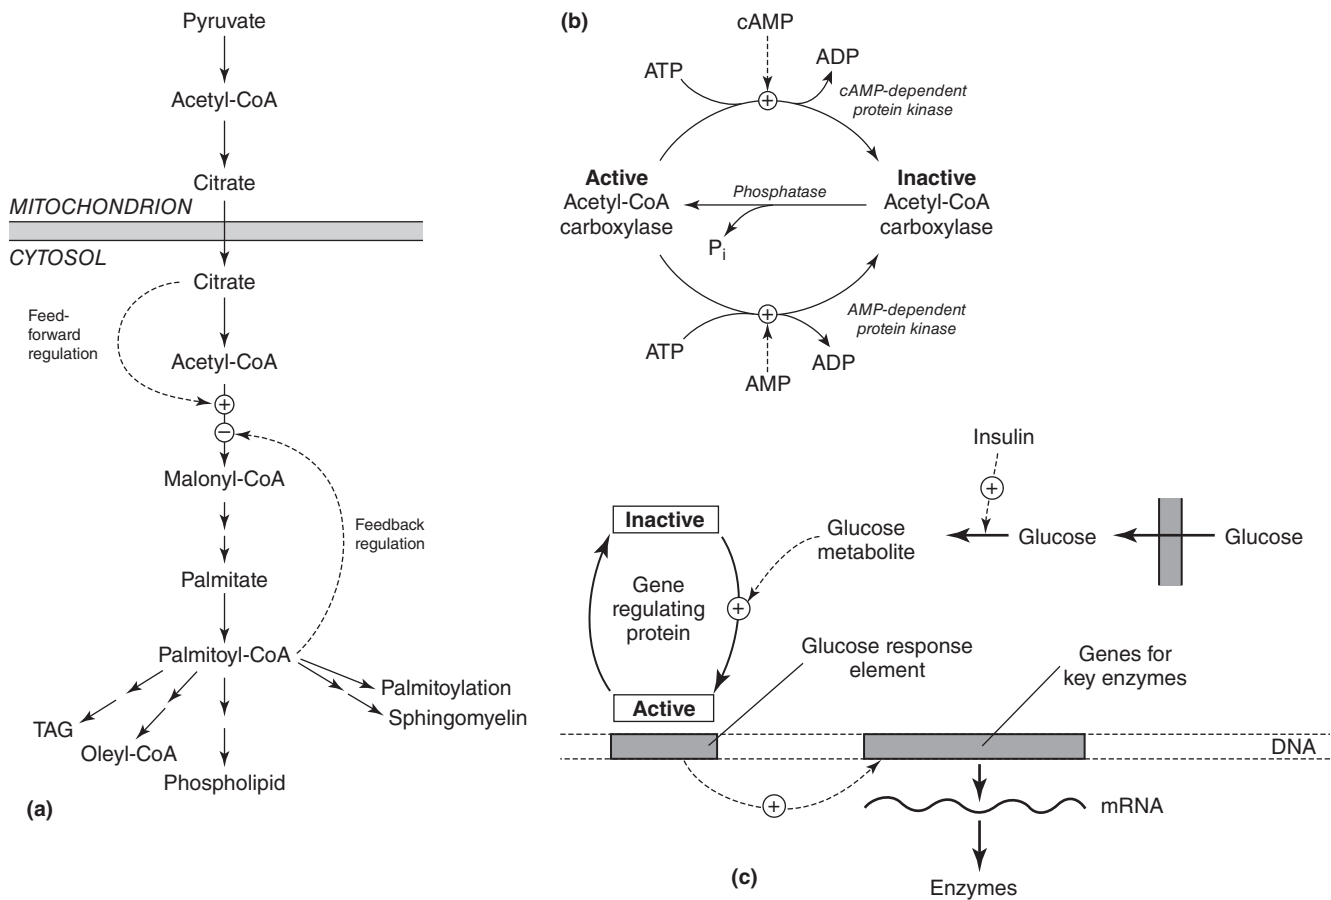 Pyruvate
Acetyl-CoA
Citrate
MITOCHONDRION
CYTOSOL
Citrate
Feed-
forward
regulation
Acetyl-CoA
+
−
Malonyl-CoA
Feedback
regulation
Palmitate
Palmitoyl-CoA
Palmitoylation
Sphingomyelin
TAG
Oleyl-CoA
Phospholipid
(a)
(b)
cAMP
ATP
ADP
+
cAMP-dependent
protein kinase
Active
Acetyl-CoA
carboxylase
Phosphatase
Pi
Inactive
Acetyl-CoA
carboxylase
AMP-dependent
protein kinase
+
ATP
ADP
AMP
Insulin
+
Inactive
Glucose
metabolite
Glucose
Glucose
Gene
regulating
protein
+
Glucose response
element
Genes for
key enzymes
Active
DNA
+
mRNA
(c)
Enzymes